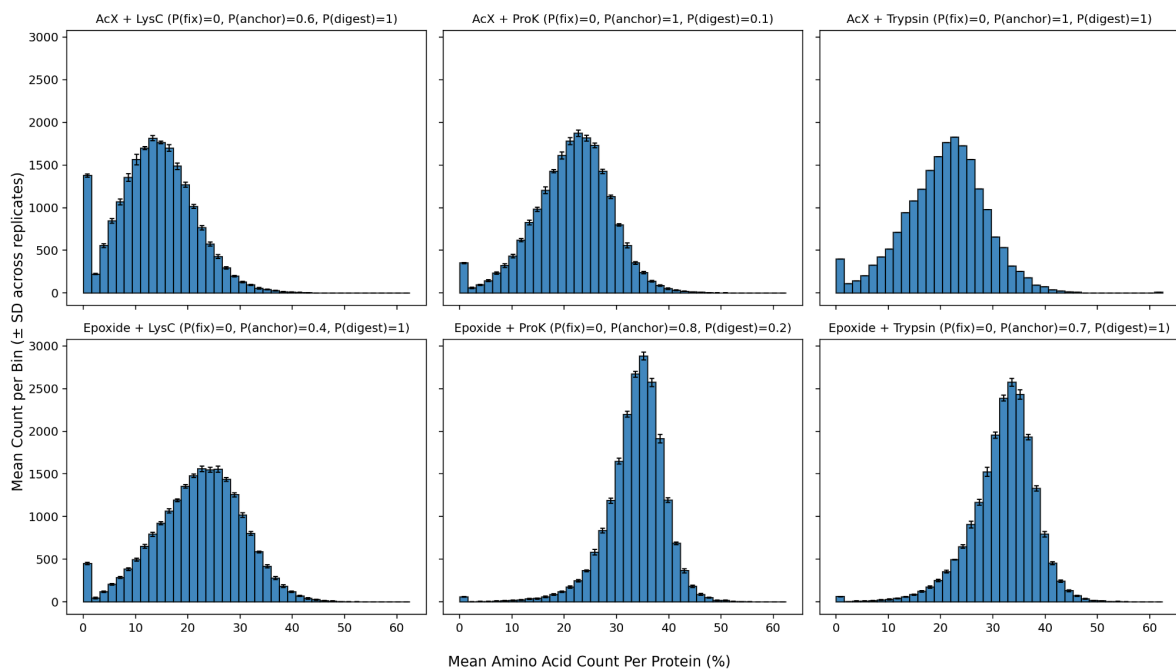 AcX + LysC (P(fix)=0, P(anchor)=0.6, P(digest)=1)
AcX + ProK (P(fix)=0, P(anchor)=1, P(digest)=0.1)
AcX + Trypsin (P(fix)=0, P(anchor)=1, P(digest)=1)
3000
2500
2000
1500
1000
500
0
Mean Count per Bin (± SD across replicates)
Epoxide + LysC (P(fix)=0, P(anchor)=0.4, P(digest)=1)
Epoxide + ProK (P(fix)=0, P(anchor)=0.8, P(digest)=0.2)
Epoxide + Trypsin (P(fix)=0, P(anchor)=0.7, P(digest)=1)
3000
2500
2000
1500
1000
500
0
0 10 20 30 40 50 60
0 10 20 30 40 50 60
0 10 20 30 40 50 60
Mean Amino Acid Count Per Protein (%)